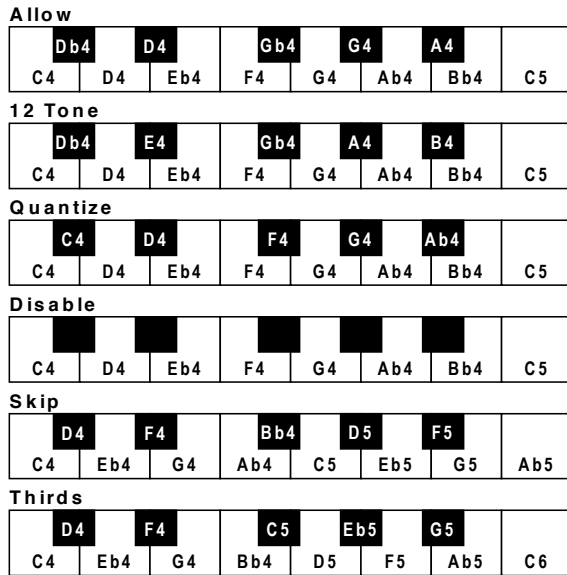 Allow
Db4 D4 Gb4 G4 A4
C4 D4 Eb4 F4 G4 Ab4 Bb4 C5
12 Tone
Db4 E4 Gb4 A4 B4
C4 D4 Eb4 F4 G4 Ab4 Bb4 C5
Quantize
C4 D4 F4 G4 Ab4
C4 D4 Eb4 F4 G4 Ab4 Bb4 C5
Disable
C4 D4 Eb4 F4 G4 Ab4 Bb4 C5
Skip
D4 F4 Bb4 D5 F5
C4 Eb4 G4 Ab4 C5 Eb5 G5 Ab5
Thirds
D4 F4 C5 Eb5 G5
C4 Eb4 G4 Bb4 D5 F5 Ab5 C6